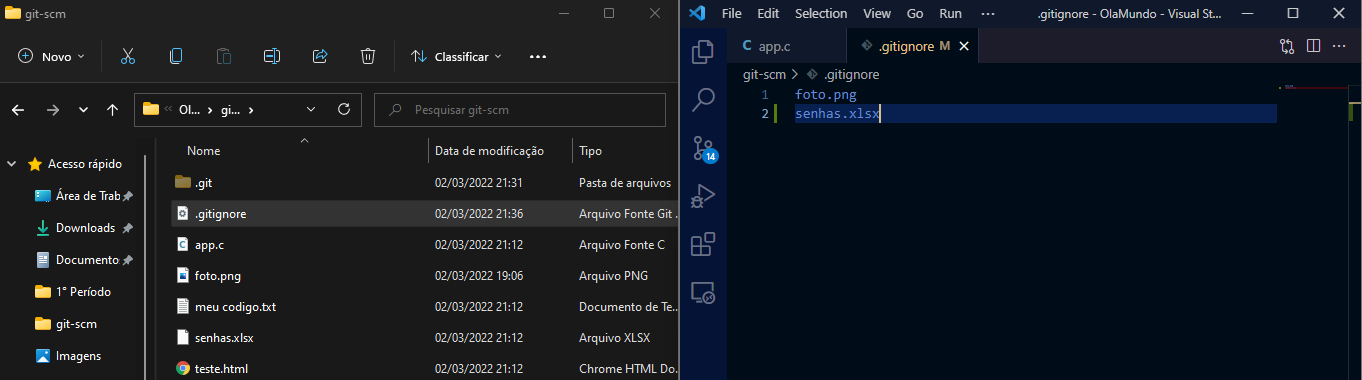 git-scm
Novo
Classificar
Ol... gi...
Pesquisar git-scm
Nome Data de modificação Tipo
Acesso rápido
Área de Trab
Downloads
Documento
1° Período
git-scm
Imagens
.git 02/03/2022 21:31 Pasta de arquivos
.gitignore 02/03/2022 21:36 Arquivo Fonte Git .
app.c 02/03/2022 21:12 Arquivo Fonte C
foto.png 02/03/2022 19:06 Arquivo PNG
meu codigo.txt 02/03/2022 21:12 Documento de Te...
senhas.xlsx 02/03/2022 21:12 Arquivo XLSX
teste.html 02/03/2022 21:12 Chrome HTML Do...
File Edit Selection View Go Run ··· .gitignore - OlaMundo - Visual St...
C app.c .gitignore M
git-scm > .gitignore
1 foto.png
2 senhas.xlsx
14